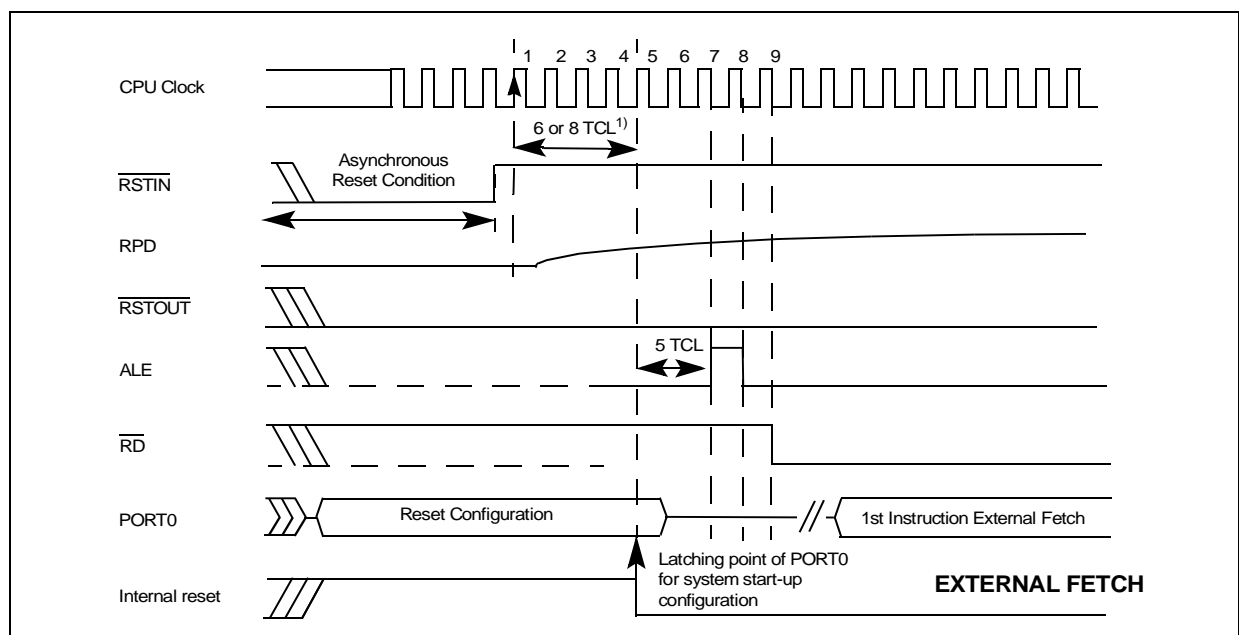 1 2 3 4 5 6 7 8 9
CPU Clock
6 or 8 TCL1)
Asynchronous
Reset Condition
RSTIN
RPD
RSTOUT
5 TCL
ALE
RD
PORT0
Reset Configuration
1st Instruction External Fetch
Latching point of PORT0
for system start-up
configuration
EXTERNAL FETCH
Internal reset